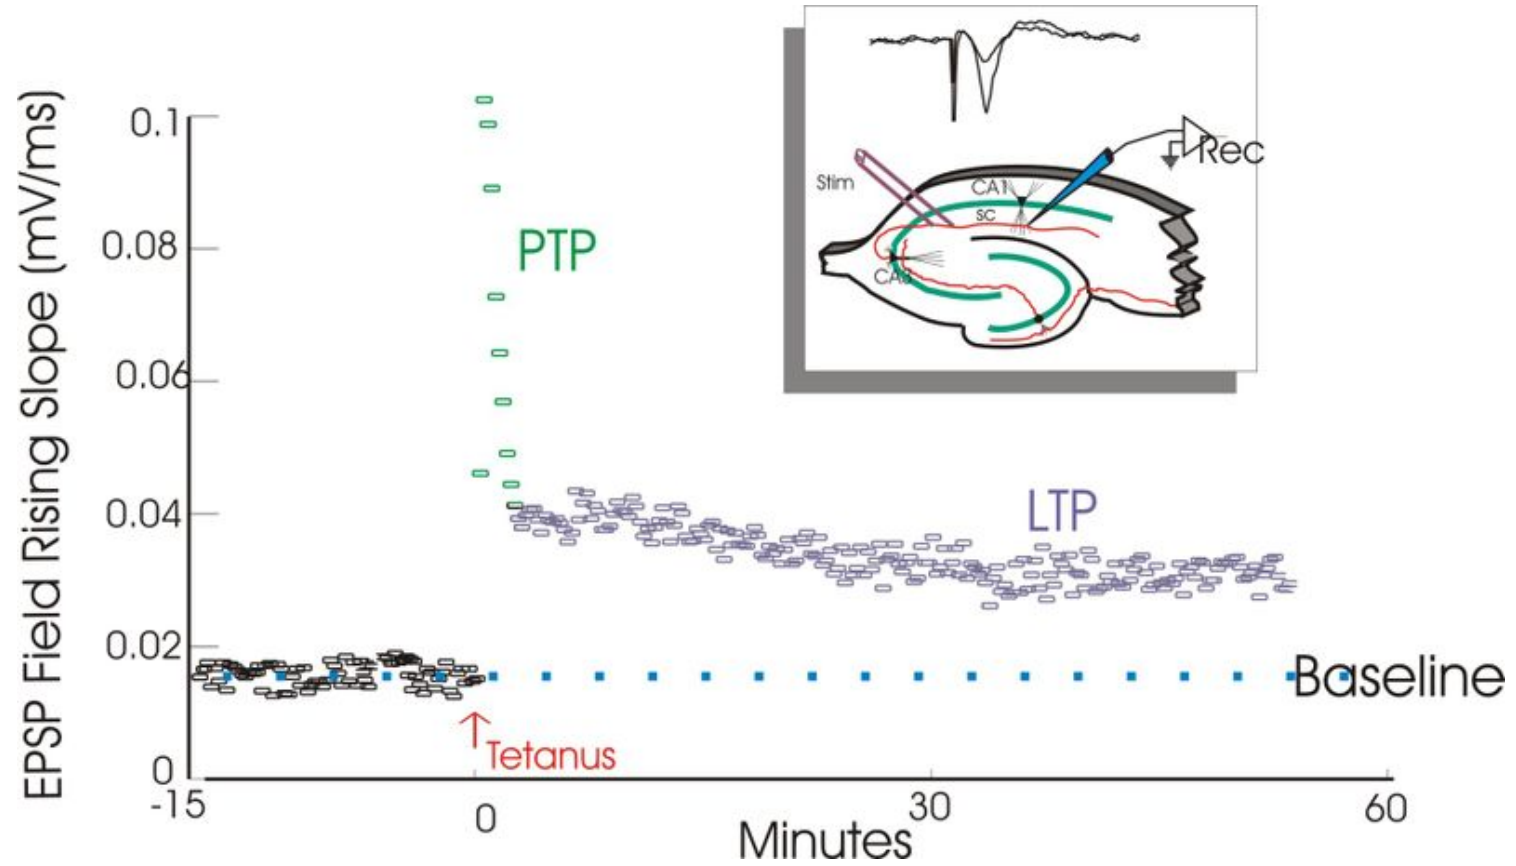 EPSP Field Rising Slope (mV/ms)
0.1
0.08
0.06
0.04
0.02
0
-15
0
30
60
Minutes
PTP
LTP
Baseline
Tetanus
Stim
CA1
SC
CA3
Rec